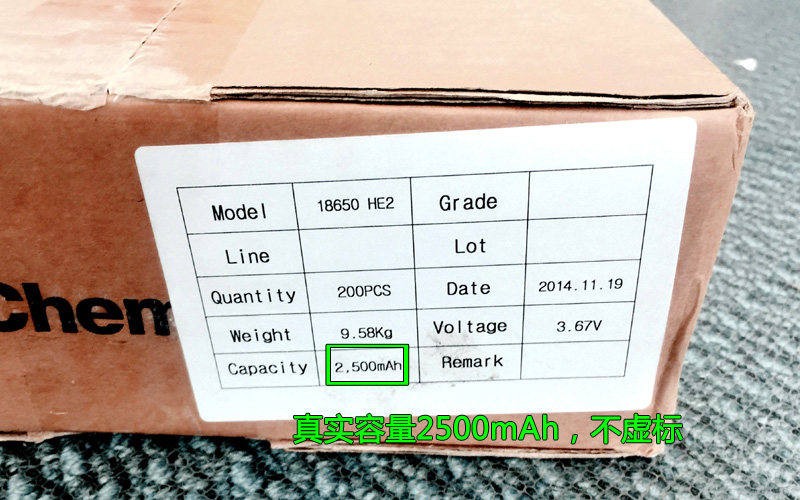 Model 18650 HE2 Grade
Line Lot
Quantity 200PCS Date 2014.11.19
Weight 9.58Kg Voltage 3.67V
Capacity 2,500mAh Remark
Chem
真实容量2500mAh，不虚标